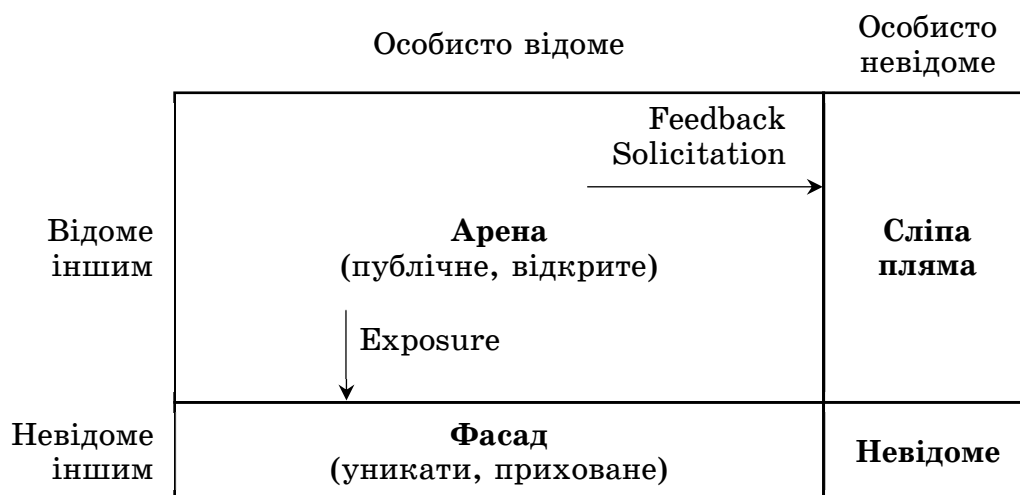 Особисто відоме
Особисто
невідоме
Feedback
Solicitation
Відоме
іншим
Арена
(публічне, відкрите)
Сліпа
пляма
Exposure
Невідоме
іншим
Фасад
(уникати, приховане)
Невідоме